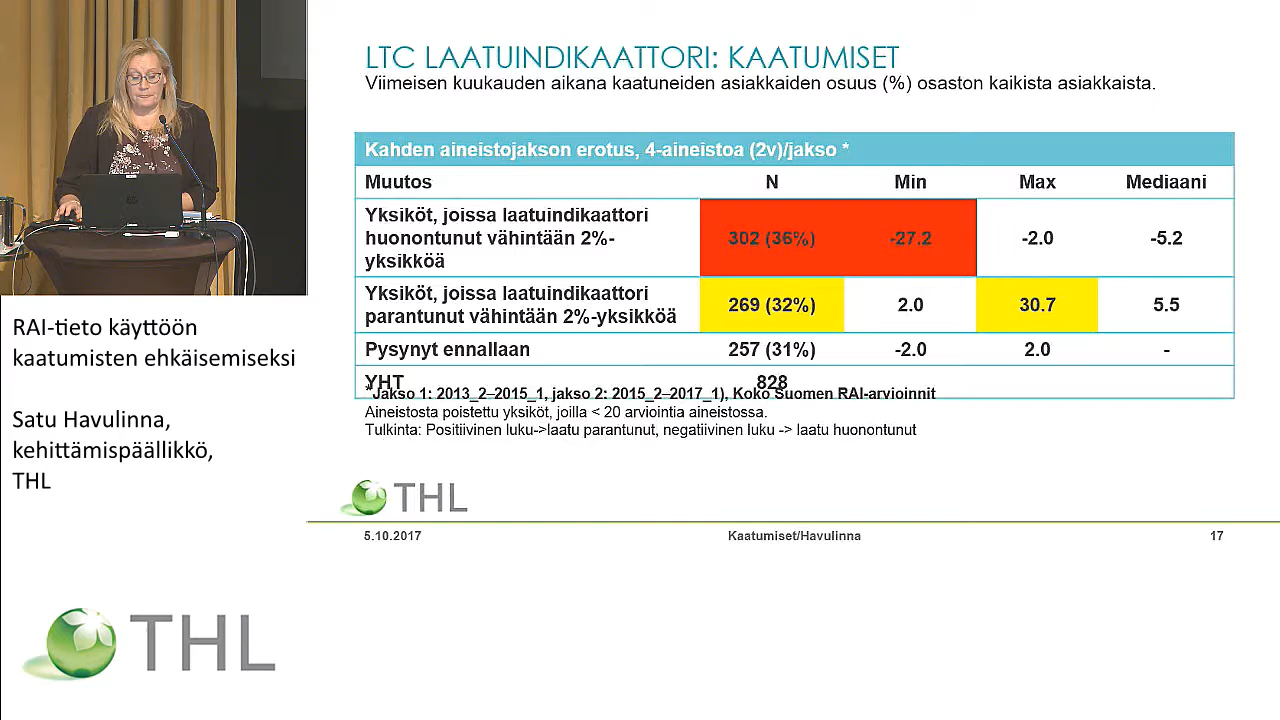 LTC LAATUINDIKAATTORI: KAATUMISET
Viimeisen kuukauden aikana kaatuneiden asiakkaiden osuus (%) osaston kaikista asiakkaista.
Kahden aineistojakson erotus, 4-aineistoa (2v)/jakso *
Muutos N Min Max Mediaani
Yksiköt, joissa laatuindikaattori
huonontunut vähintään 2%-
yksikköä
302 (36%) -27.2 -2.0 -5.2
Yksiköt, joissa laatuindikaattori
parantunut vähintään 2%-yksikköä
269 (32%) 2.0 30.7 5.5
Pysynyt ennallaan 257 (31%) -2.0 2.0 -
YHT 828
*Jakso 1: 2013_2–2015_1, jakso 2: 2015_2–2017_1), Koko Suomen RAI-arvioinnit
Aineistosta poistettu yksiköt, joilla < 20 arviointia aineistossa.
Tulkinta: Positiivinen luku->laatu parantunut, negatiivinen luku -> laatu huonontunut
THL
5.10.2017 Kaatumiset/Havulinna 17
RAI-tieto käyttöön
kaatumisten ehkäisemiseksi
Satu Havulinna,
kehittämispäällikkö,
THL
THL